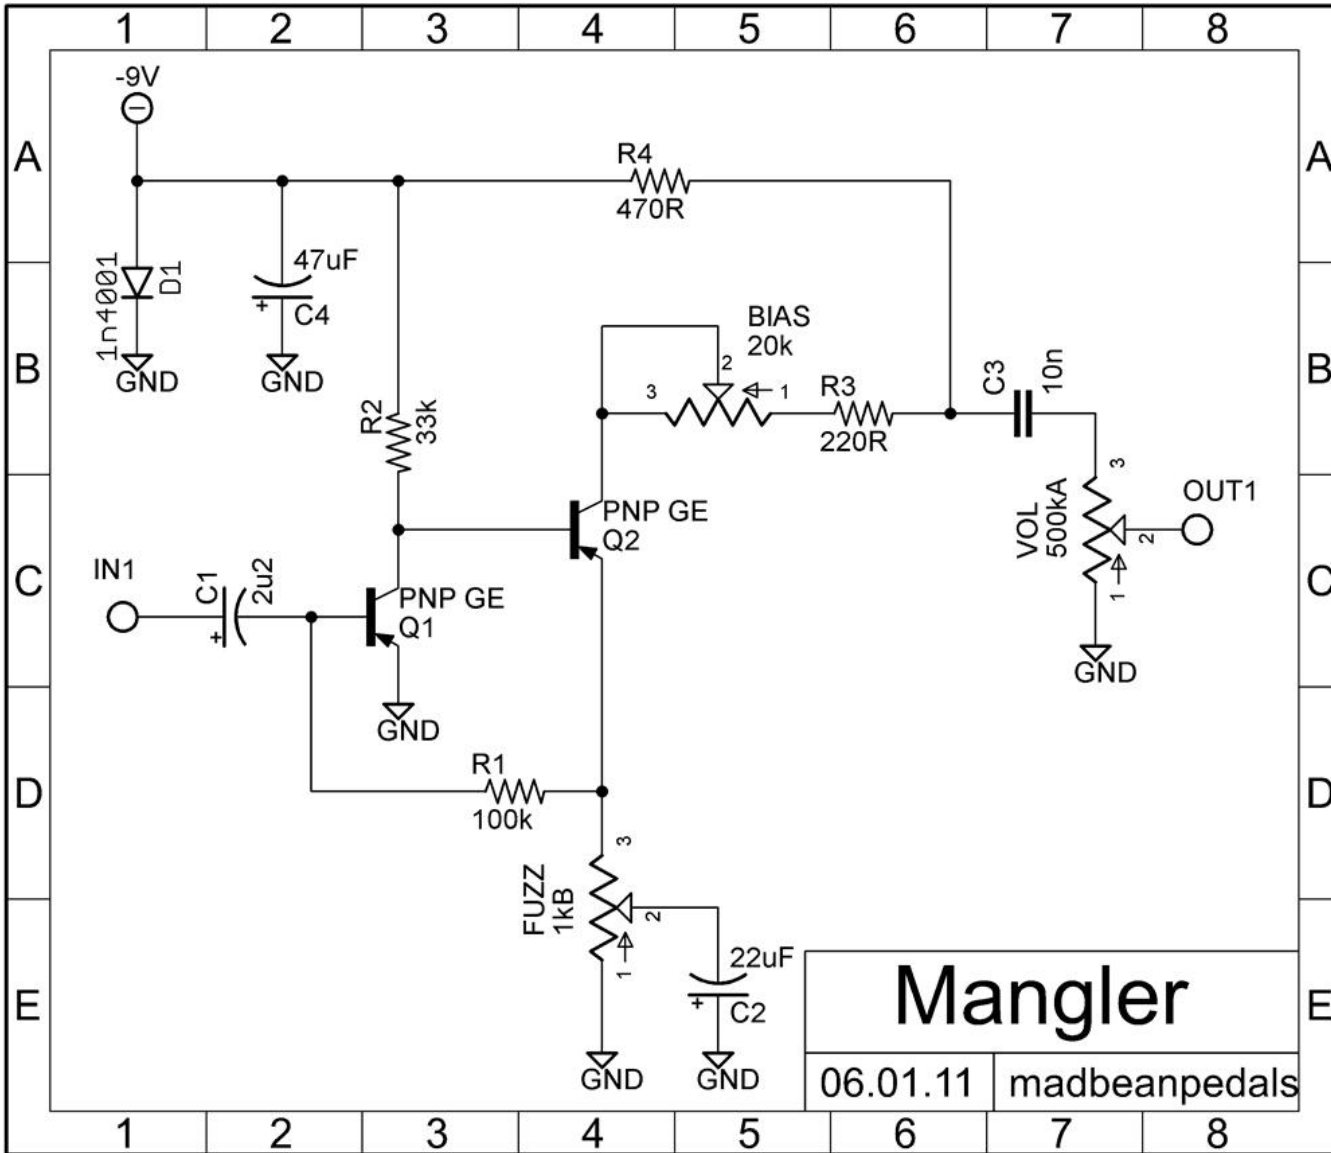 1 2 3 4 5 6 7 8
-9V
A
R4
A
470R
47uF
1n4001
D1
C4
+
BIAS
20k
B
GND
GND
2
3
1
R3
220R
C3
10n
B
R2
33k
3
PNP GE
Q2
VOL
500kA
OUT1
2
1
IN1
C
C1
2u2
+
PNP GE
Q1
C
GND
GND
R1
100k
D
D
3
FUZZ
1kB
2
1
22uF
+
C2
E
Mangler
E
GND
GND
06.01.11
madbeanpedals
1 2 3 4 5 6 7 8